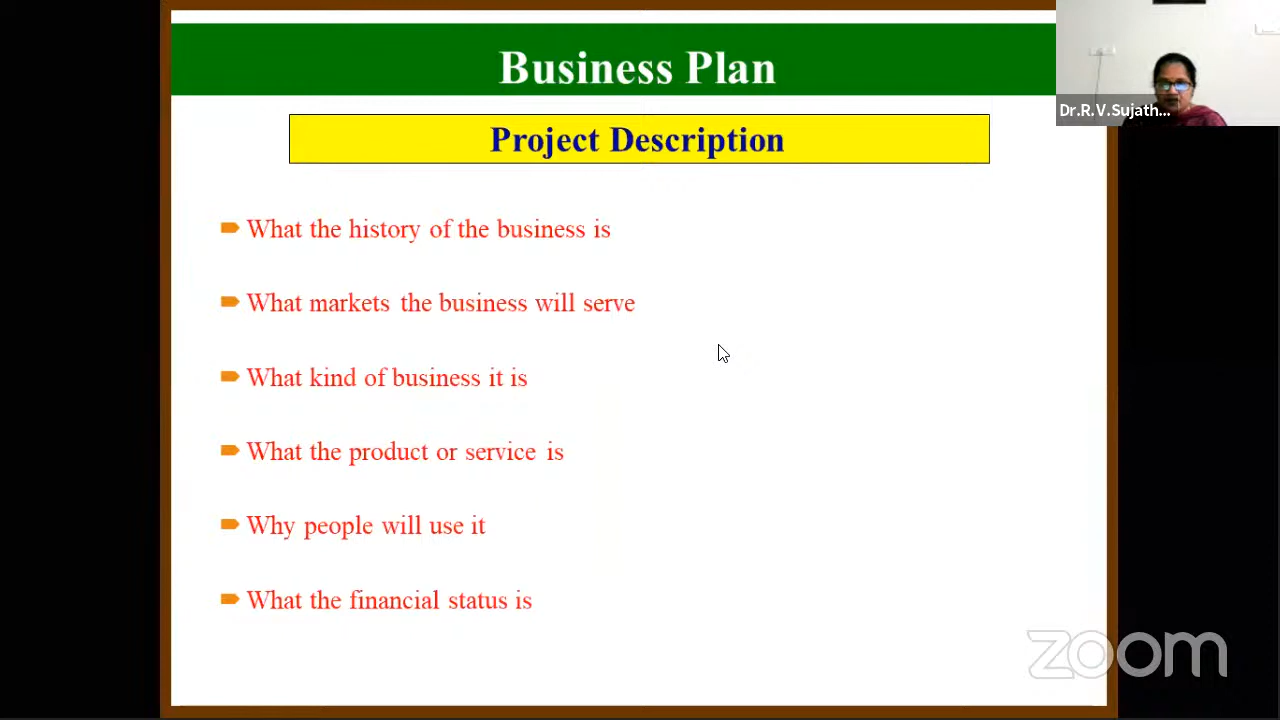 Business Plan
Dr.R.V.Sujath...
Project Description
What the history of the business is
What markets the business will serve
What kind of business it is
What the product or service is
Why people will use it
What the financial status is
zoom